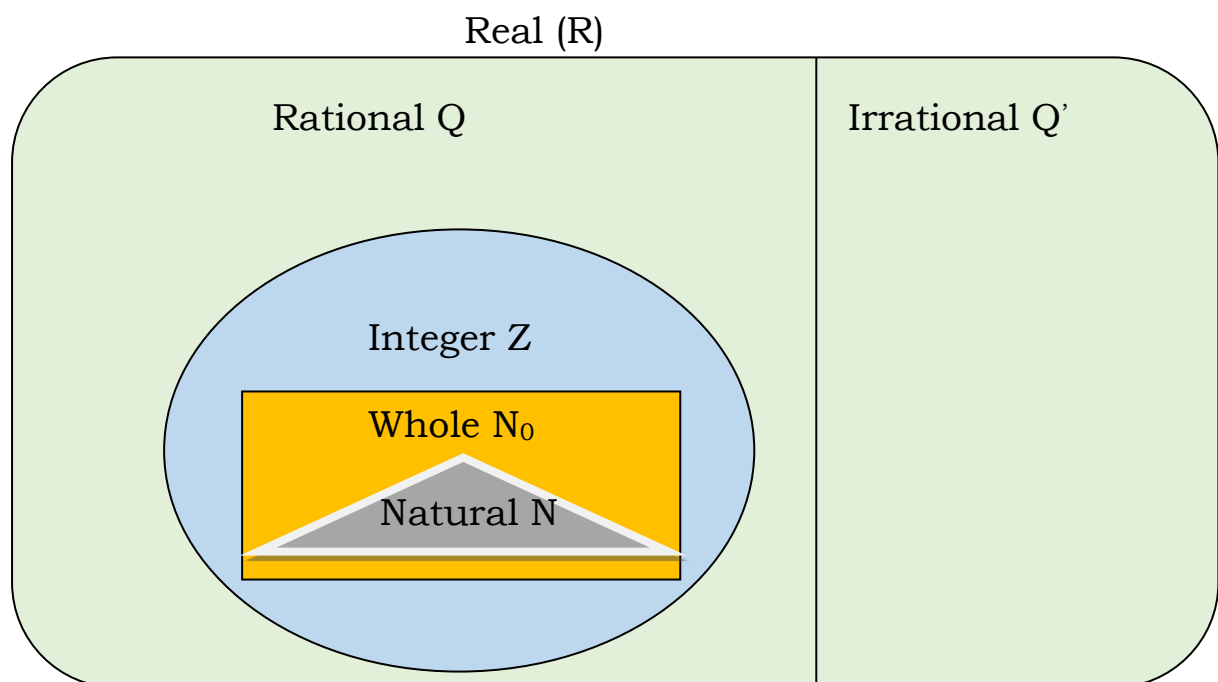 Real (R)
Rational Q
Irrational Q’
Integer Z
Whole N₀
Natural N